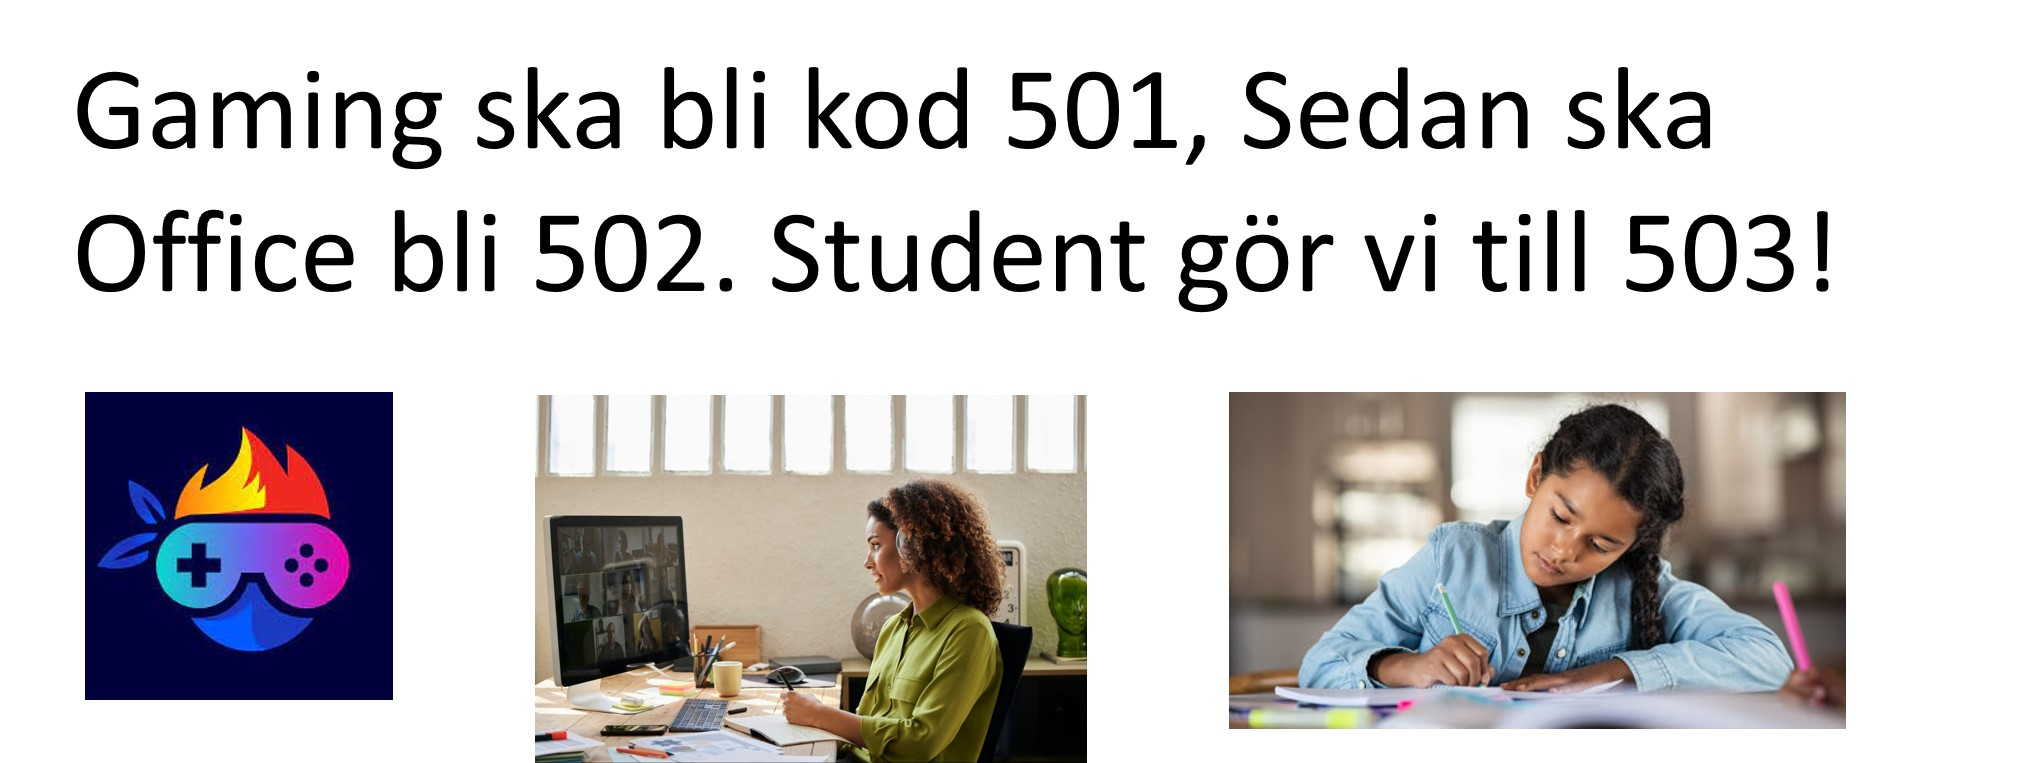 Gaming ska bli kod 501, Sedan ska
Office bli 502. Student gör vi till 503!